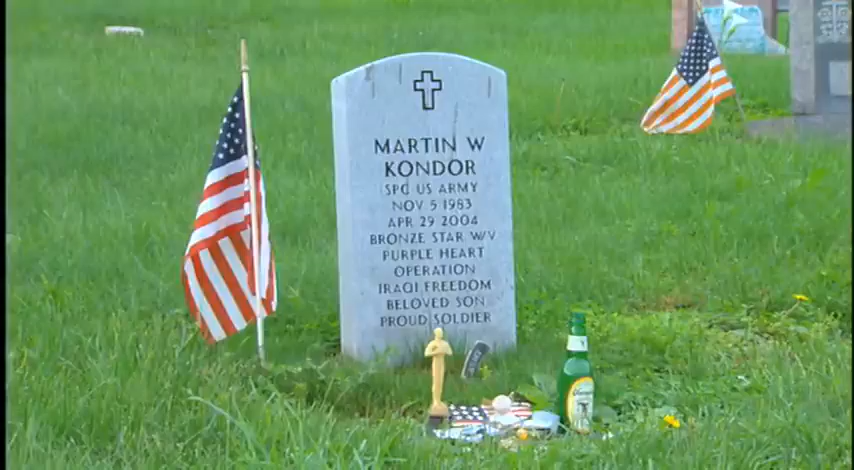 MARTIN W
KONDOR
SPC US ARMY
NOV 5 1983
APR 29 2004
BRONZE STAR W/V
PURPLE HEART
OPERATION
IRAQI FREEDOM
BELOVED SON
PROUD SOLDIER